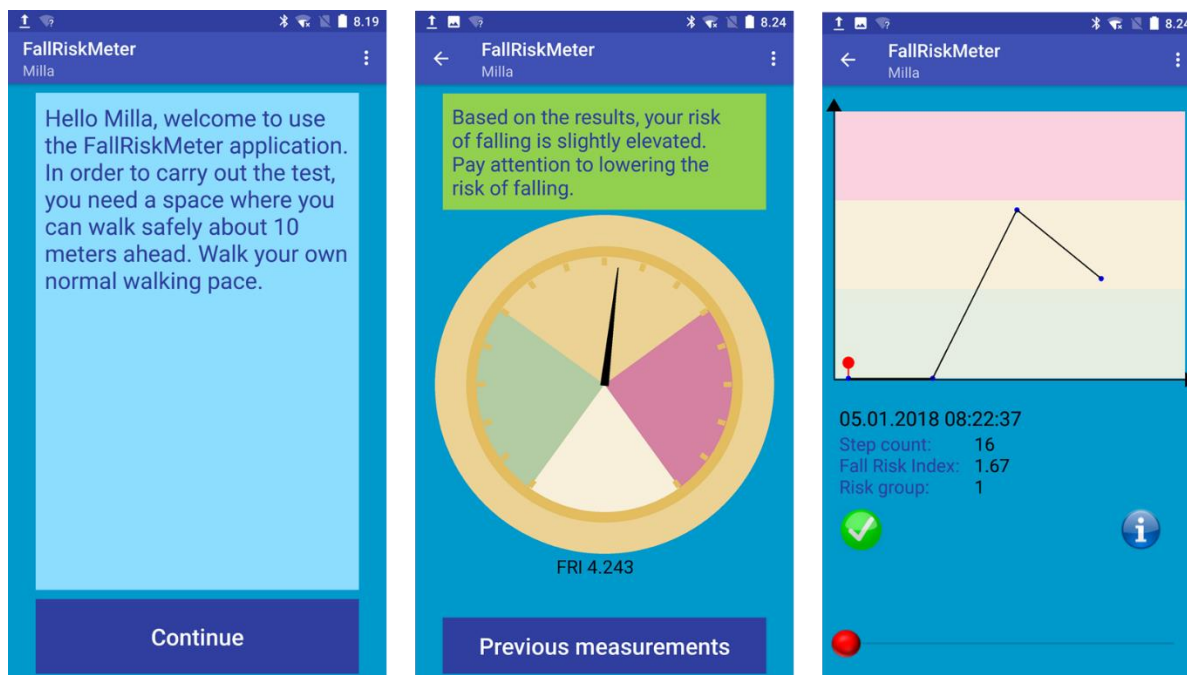 8.19
FallRiskMeter
Milla
Hello Milla, welcome to use
the FallRiskMeter application.
In order to carry out the test,
you need a space where you
can walk safely about 10
meters ahead. Walk your own
normal walking pace.
Continue
8.24
FallRiskMeter
Milla
Based on the results, your risk
of falling is slightly elevated.
Pay attention to lowering the
risk of falling.
FRI 4.243
Previous measurements
8.24
FallRiskMeter
Milla
05.01.2018 08:22:37
Step count: 16
Fall Risk Index: 1.67
Risk group: 1